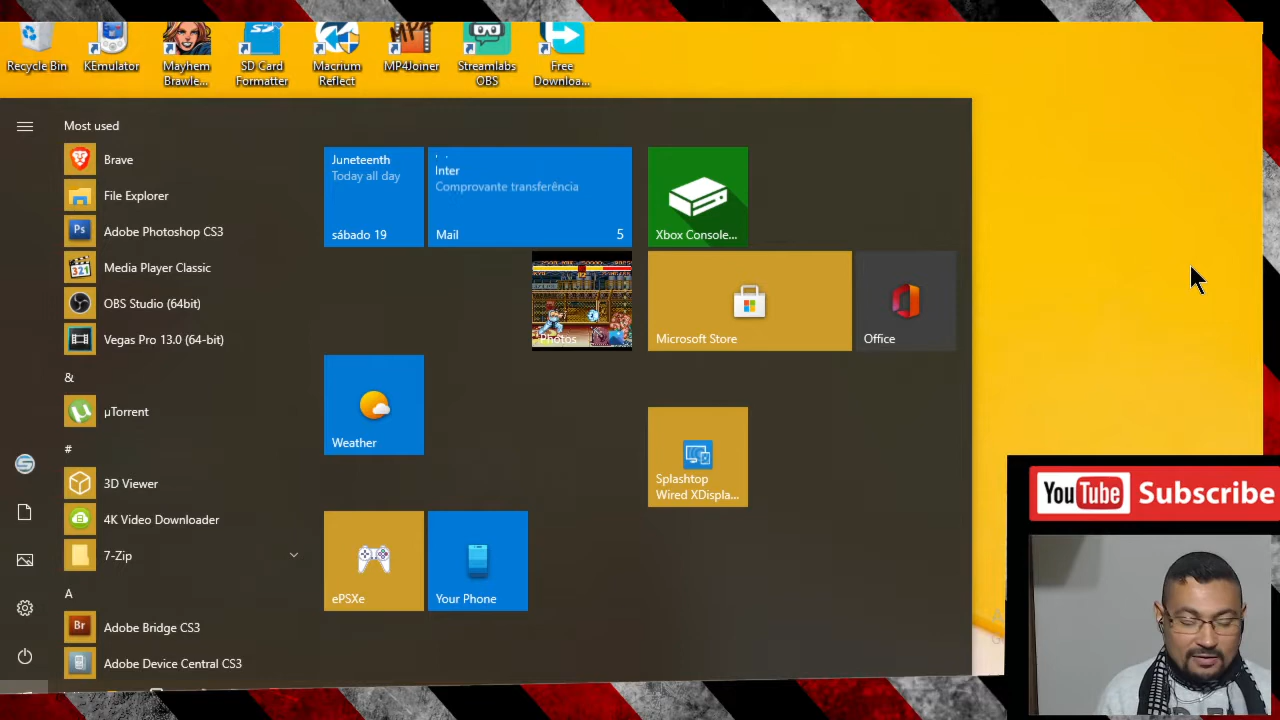 Recycle Bin
KEmulator
Mayhem
Brawle...
SD Card
Formatter
Macrium
Reflect
MP4Joiner
Streamlabs
OBS
Free
Downloa...
Most used
Brave
File Explorer
Adobe Photoshop CS3
Media Player Classic
OBS Studio (64bit)
Vegas Pro 13.0 (64-bit)
&
µTorrent
#
3D Viewer
4K Video Downloader
7-Zip
A
Adobe Bridge CS3
Adobe Device Central CS3
Juneteenth
Today all day
sábado 19
Inter
Comprovante transferência
Mail 5
Xbox Console...
Photos
Microsoft Store
Office
Weather
Splashtop
Wired XDispla...
ePSXe
Your Phone
YouTube Subscribe